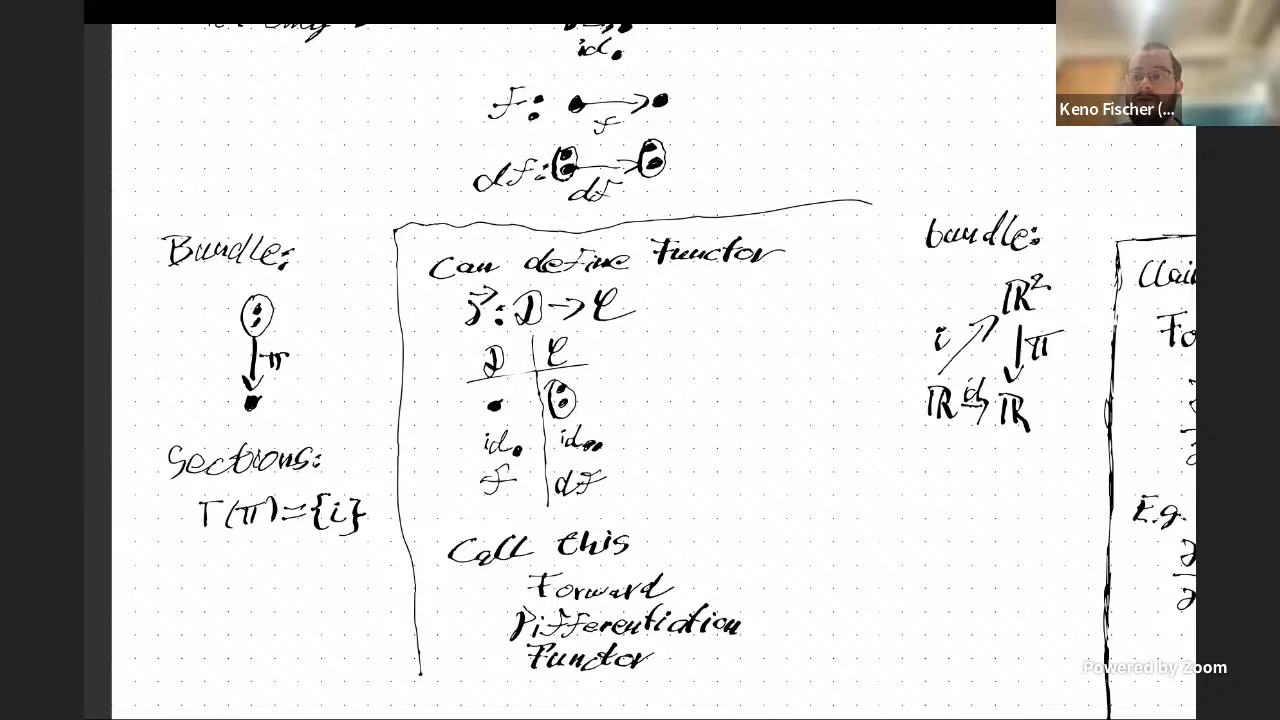 id.
f: f
df: df
Bundle:
π
Sections:
Γ(π)={i}
Can define Functor
D → C
D C
id. id..
f df
Call this
Forward
Differentiation
Functor
bundle:
ℝ²
i π
ℝ id ℝ
E.g.
Keno Fischer (...
Powered by Zoom